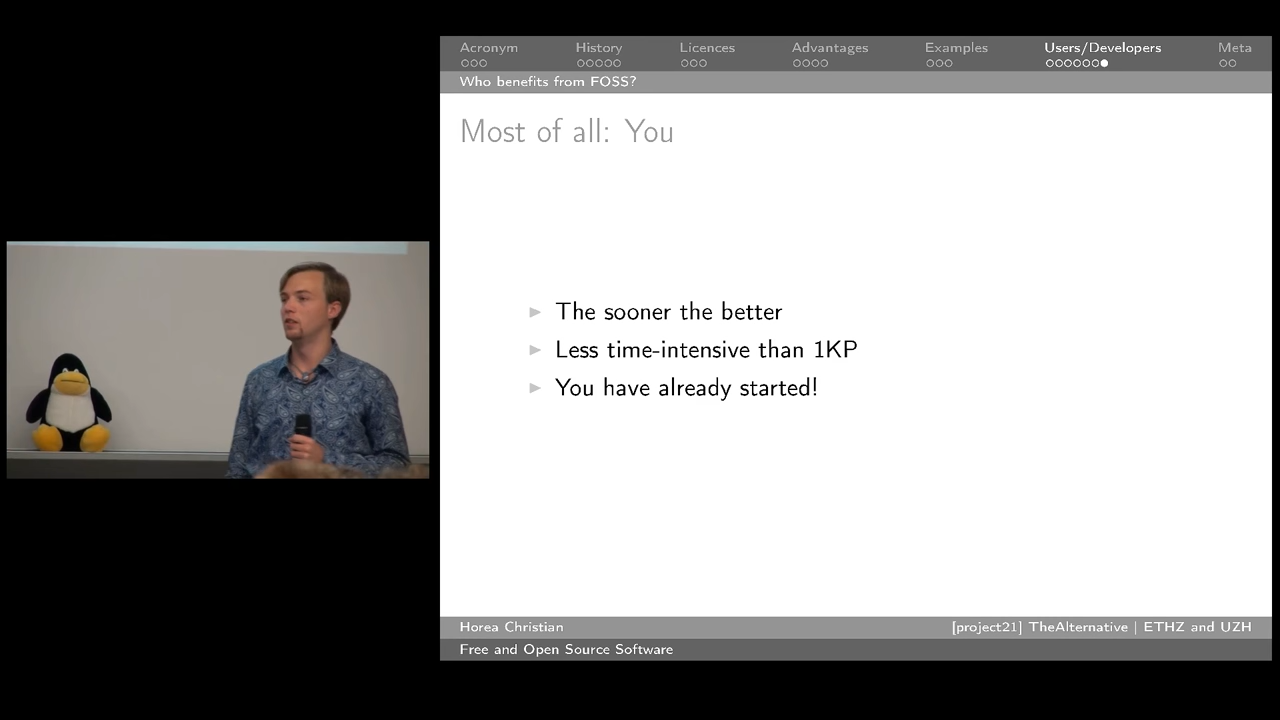 Acronym History Licences Advantages Examples Users/Developers Meta
Who benefits from FOSS?
Most of all: You
The sooner the better
Less time-intensive than 1KP
You have already started!
Horea Christian [project21] TheAlternative | ETHZ and UZH
Free and Open Source Software